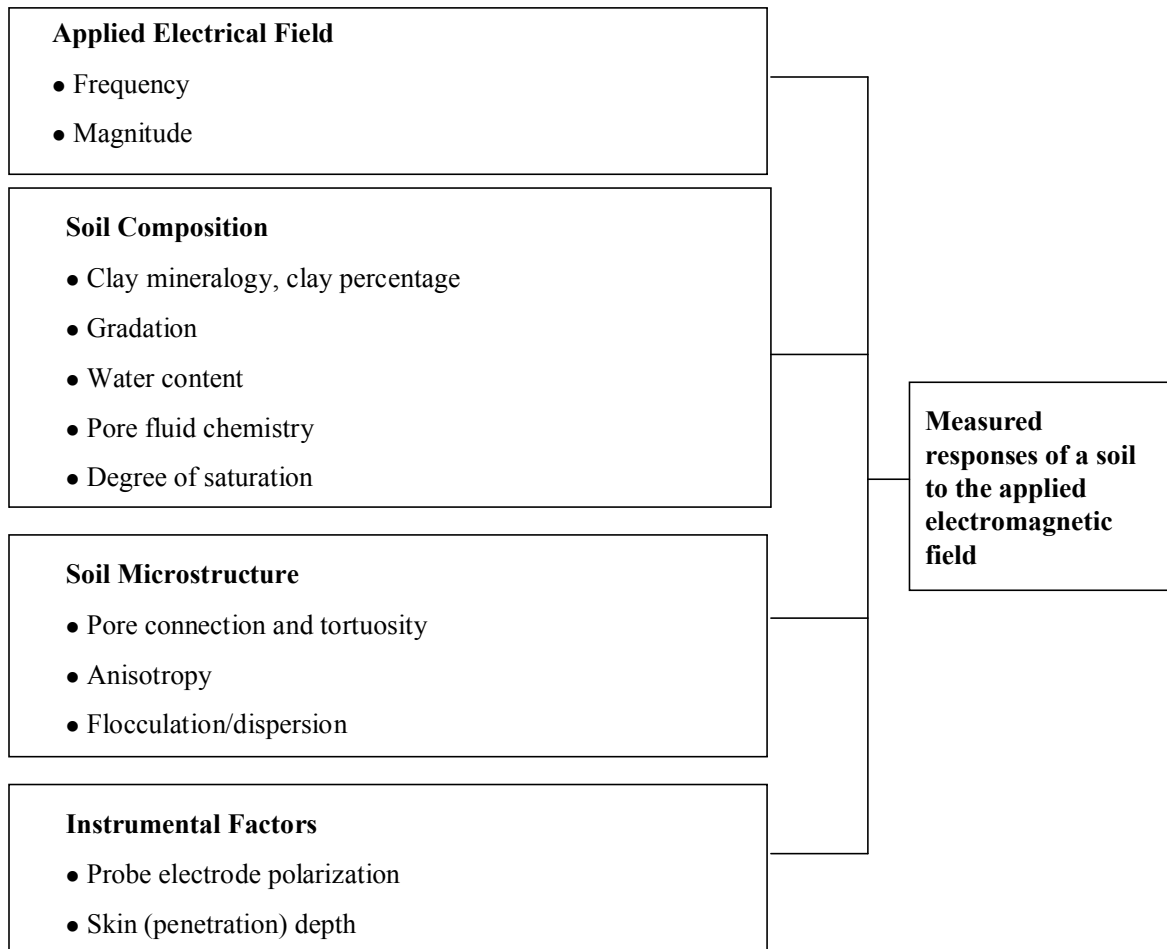 Applied Electrical Field
● Frequency
● Magnitude
Soil Composition
● Clay mineralogy, clay percentage
● Gradation
● Water content
● Pore fluid chemistry
● Degree of saturation
Soil Microstructure
● Pore connection and tortuosity
● Anisotropy
● Flocculation/dispersion
Instrumental Factors
● Probe electrode polarization
● Skin (penetration) depth
Measured
responses of a soil
to the applied
electromagnetic
field